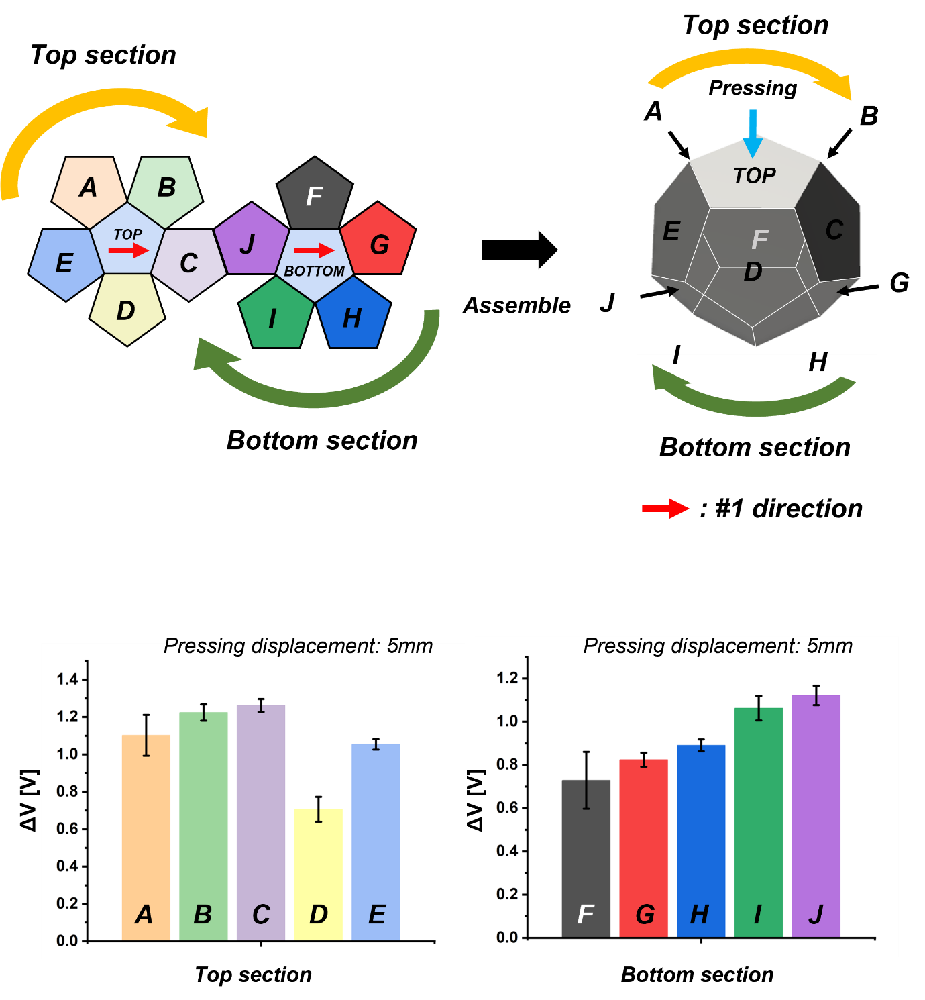 Top section
A
B
TOP
E
C
D
J
F
BOTTOM
G
I
H
Bottom section
Assemble
Top section
Pressing
A
B
TOP
E
F
C
D
J
G
I
H
Bottom section
: #1 direction
Pressing displacement: 5mm
ΔV [V]
1.4
1.2
1.0
0.8
0.6
0.4
0.2
0.0
A B C D E
Top section
Pressing displacement: 5mm
ΔV [V]
1.2
1.0
0.8
0.6
0.4
0.2
0.0
F G H I J
Bottom section